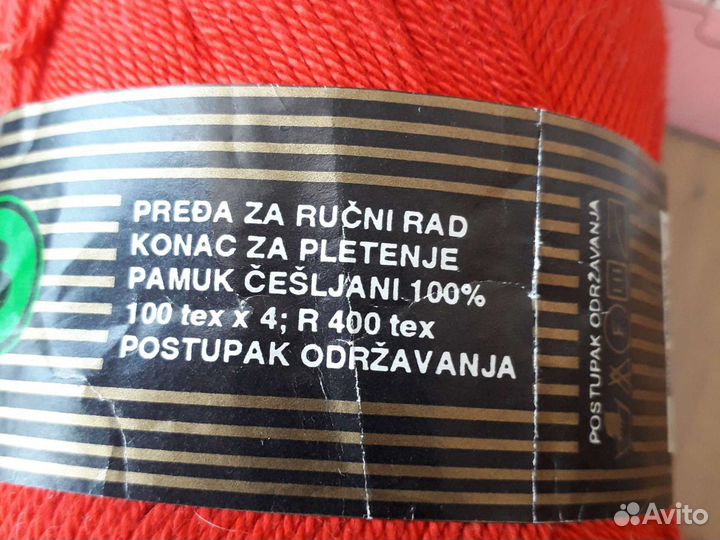 PREĐA ZA RUČNI RAD
KONAC ZA PLETENJE
PAMUK ČEŠLJANI 100%
100 tex x 4; R 400 tex
POSTUPAK ODRŽAVANJA
POSTUPAK ODRŽAVANJA
Avito